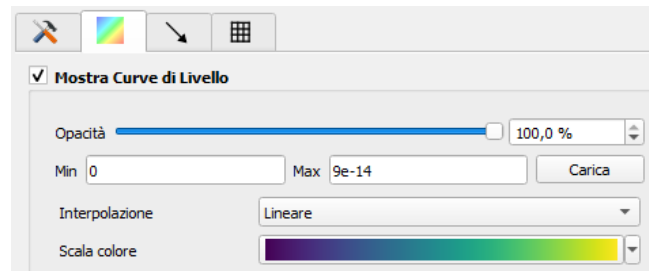 Mostra Curve di Livello
Opacità 100,0 %
Min 0 Max 9e-14 Carica
Interpolazione Lineare
Scala colore